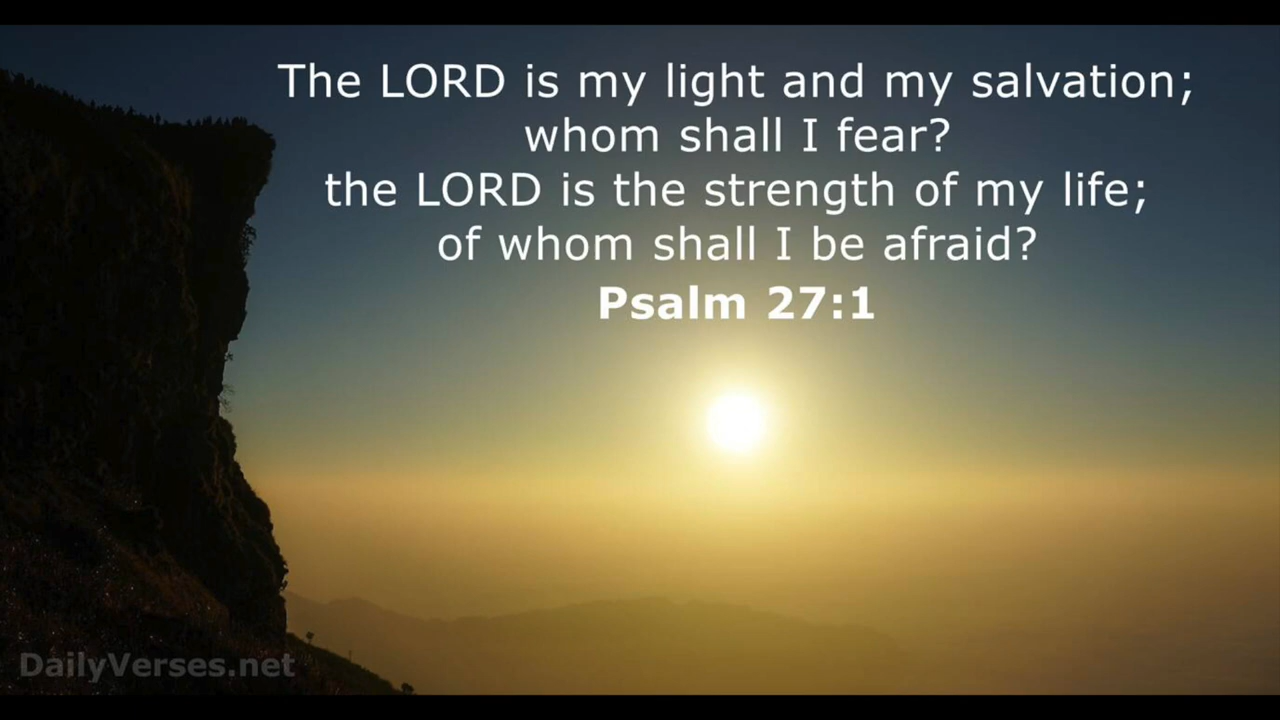 The LORD is my light and my salvation;
whom shall I fear?
the LORD is the strength of my life;
of whom shall I be afraid?
Psalm 27:1
DailyVerses.net